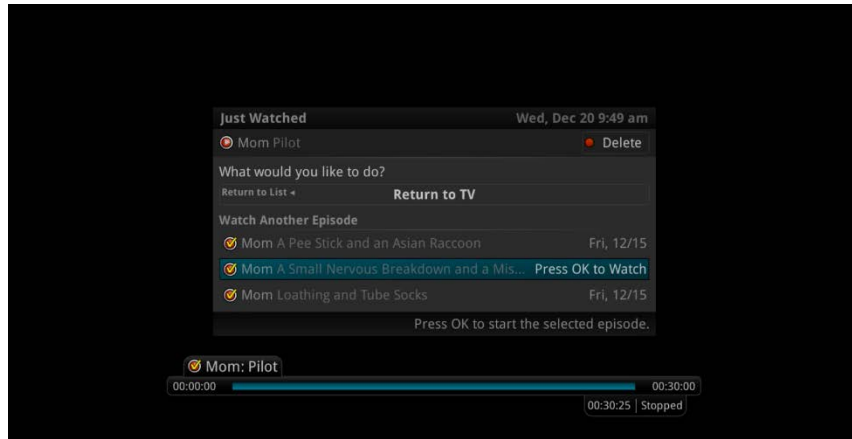 Just Watched Wed, Dec 20 9:49 am
Mom Pilot Delete
What would you like to do?
Return to List ◂ Return to TV
Watch Another Episode
Mom A Pee Stick and an Asian Raccoon Fri, 12/15
Mom A Small Nervous Breakdown and a Mis... Press OK to Watch
Mom Loathing and Tube Socks Fri, 12/15
Press OK to start the selected episode.
Mom: Pilot
00:00:00 00:30:00
00:30:25 | Stopped